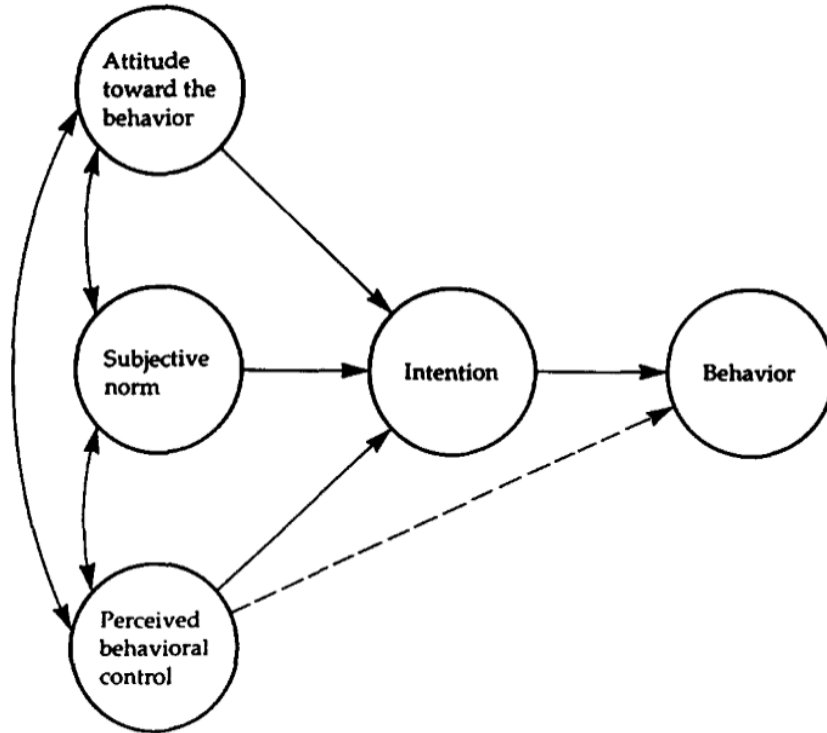 Attitude
toward the
behavior
Subjective
norm
Intention
Behavior
Perceived
behavioral
control